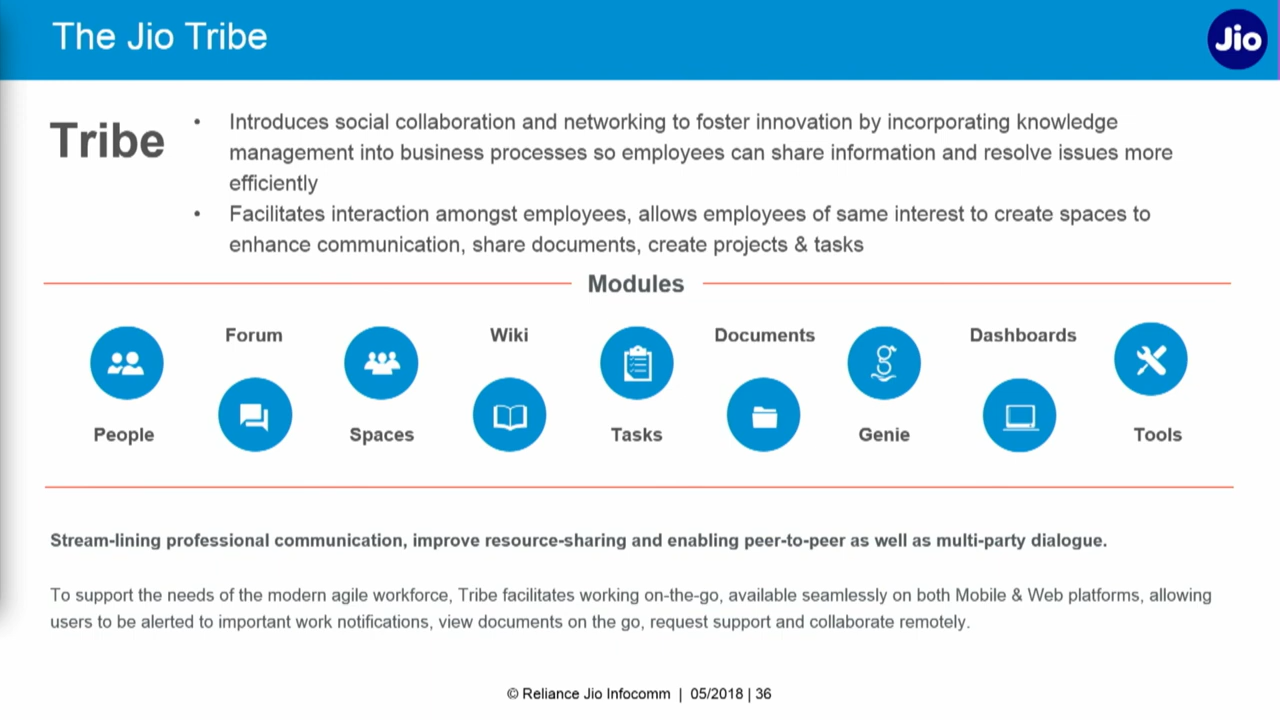 The Jio Tribe
Jio
Tribe
• Introduces social collaboration and networking to foster innovation by incorporating knowledge
management into business processes so employees can share information and resolve issues more
efficiently
• Facilitates interaction amongst employees, allows employees of same interest to create spaces to
enhance communication, share documents, create projects & tasks
Modules
Forum Wiki Documents Dashboards
People Spaces Tasks Genie Tools
Stream-lining professional communication, improve resource-sharing and enabling peer-to-peer as well as multi-party dialogue.
To support the needs of the modern agile workforce, Tribe facilitates working on-the-go, available seamlessly on both Mobile & Web platforms, allowing
users to be alerted to important work notifications, view documents on the go, request support and collaborate remotely.
© Reliance Jio Infocomm | 05/2018 | 36